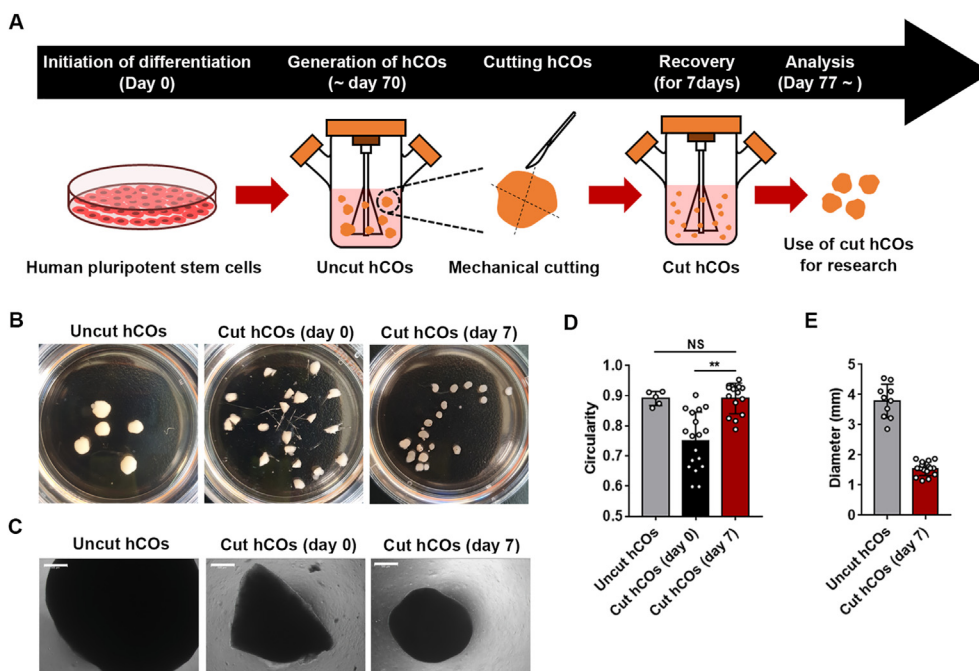 A
Initiation of differentiation
(Day 0)
Generation of hCOs
(~ day 70)
Cutting hCOs
Recovery
(for 7days)
Analysis
(Day 77 ~ )
Human pluripotent stem cells
Uncut hCOs
Mechanical cutting
Cut hCOs
Use of cut hCOs
for research
B
Uncut hCOs
Cut hCOs (day 0)
Cut hCOs (day 7)
C
Uncut hCOs
Cut hCOs (day 0)
Cut hCOs (day 7)
D
NS
**
1.0
0.9
0.8
0.7
0.6
0.5
Circularity
Uncut hCOs
Cut hCOs (day 0)
Cut hCOs (day 7)
E
5
4
3
2
1
0
Diameter (mm)
Uncut hCOs
Cut hCOs (day 7)